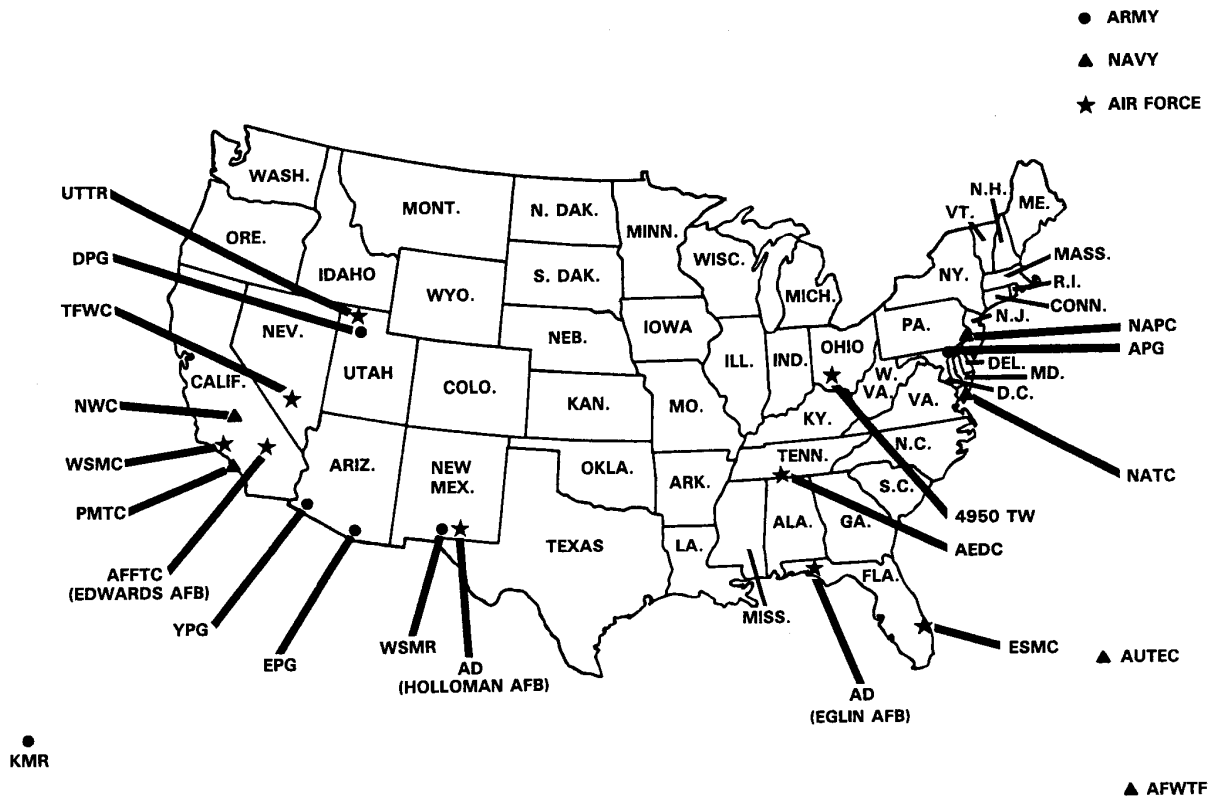 ARMY
NAVY
AIR FORCE
UTTR
DPG
TFWC
NWC
WSMC
PMTC
AFFTC
(EDWARDS AFB)
YPG
EPG
WSMR
AD
(HOLLOMAN AFB)
KMR
WASH.
ORE.
IDAHO
MONT.
WYO.
NEV.
CALIF.
UTAH
COLO.
ARIZ.
NEW
MEX.
N. DAK.
S. DAK.
NEB.
KAN.
OKLA.
TEXAS
MINN.
IOWA
MO.
ARK.
LA.
WISC.
ILL.
MICH.
IND.
OHIO
KY.
TENN.
MISS.
ALA.
GA.
FLA.
S.C.
N.C.
VA.
W.
VA.
PA.
NY.
VT.
N.H.
ME.
MASS.
R.I.
CONN.
N.J.
DEL.
MD.
D.C.
NAPC
APG
NATC
4950 TW
AEDC
ESMC
AD
(EGLIN AFB)
AUTEC
AFWTF